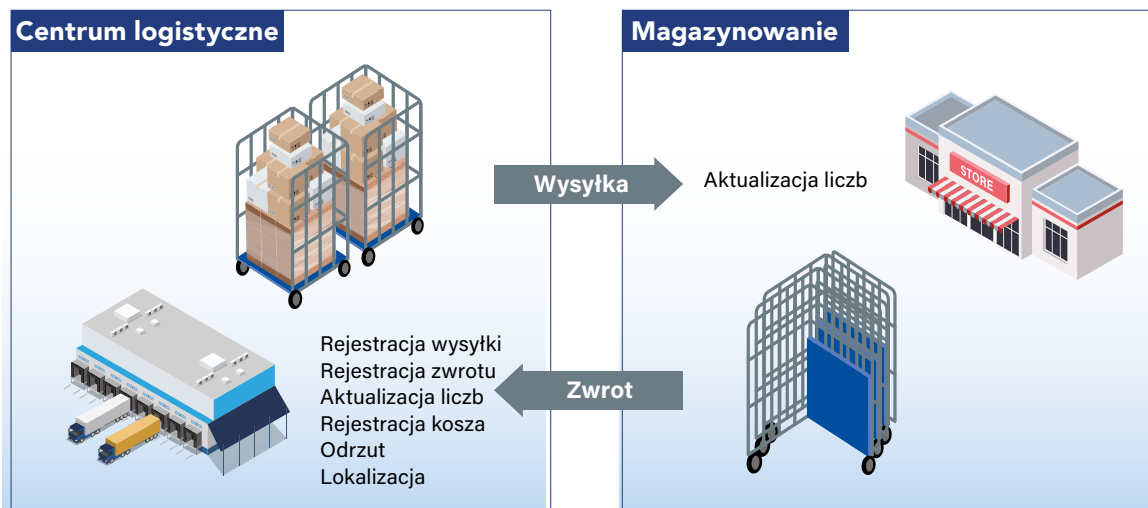 Centrum logistyczne
Magazynowanie
Wysyłka
Aktualizacja liczb
STORE
Rejestracja wysyłki
Rejestracja zwrotu
Aktualizacja liczb
Rejestracja kosza
Odrzut
Lokalizacja
Zwrot